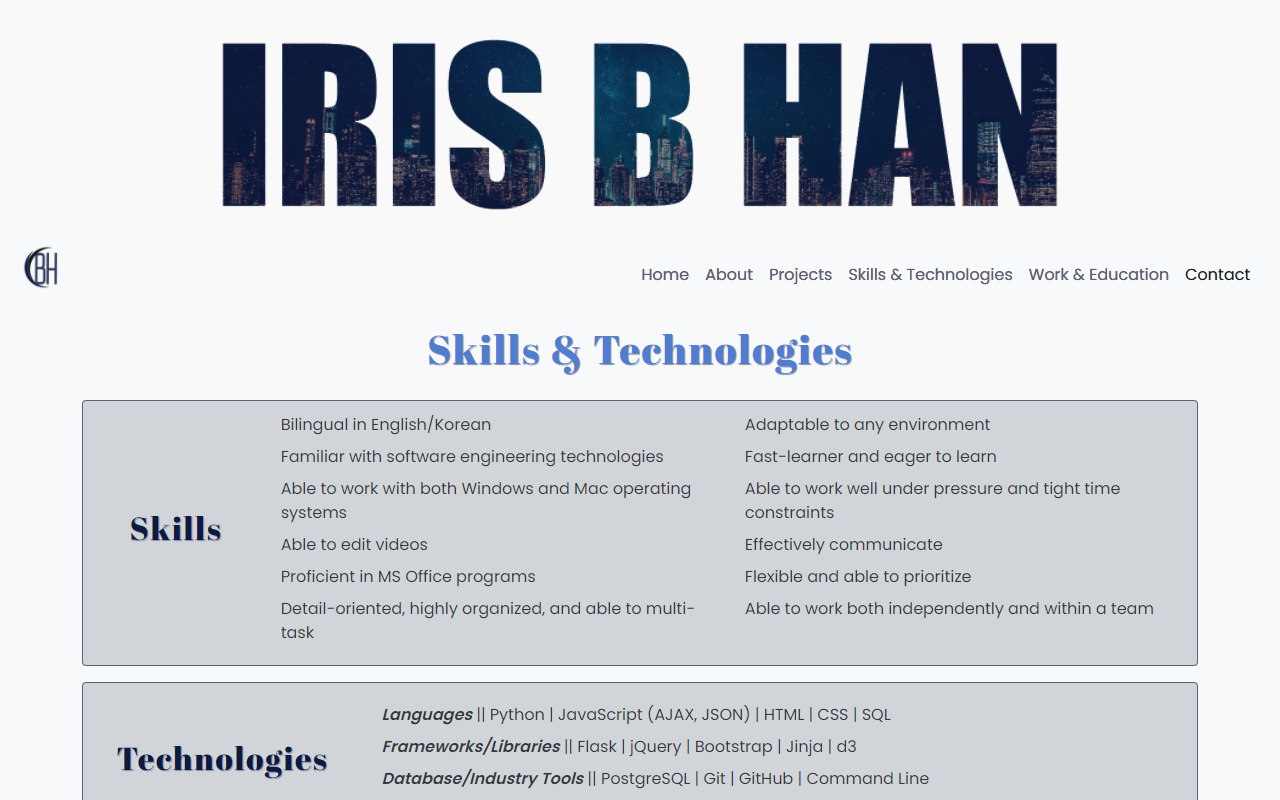 IRIS B HAN
BH
Home About Projects Skills & Technologies Work & Education Contact
Skills & Technologies
Skills
Bilingual in English/Korean
Familiar with software engineering technologies
Able to work with both Windows and Mac operating
systems
Able to edit videos
Proficient in MS Office programs
Detail-oriented, highly organized, and able to multi-
task
Adaptable to any environment
Fast-learner and eager to learn
Able to work well under pressure and tight time
constraints
Effectively communicate
Flexible and able to prioritize
Able to work both independently and within a team
Technologies
Languages || Python | JavaScript (AJAX, JSON) | HTML | CSS | SQL
Frameworks/Libraries || Flask | jQuery | Bootstrap | Jinja | d3
Database/Industry Tools || PostgreSQL | Git | GitHub | Command Line